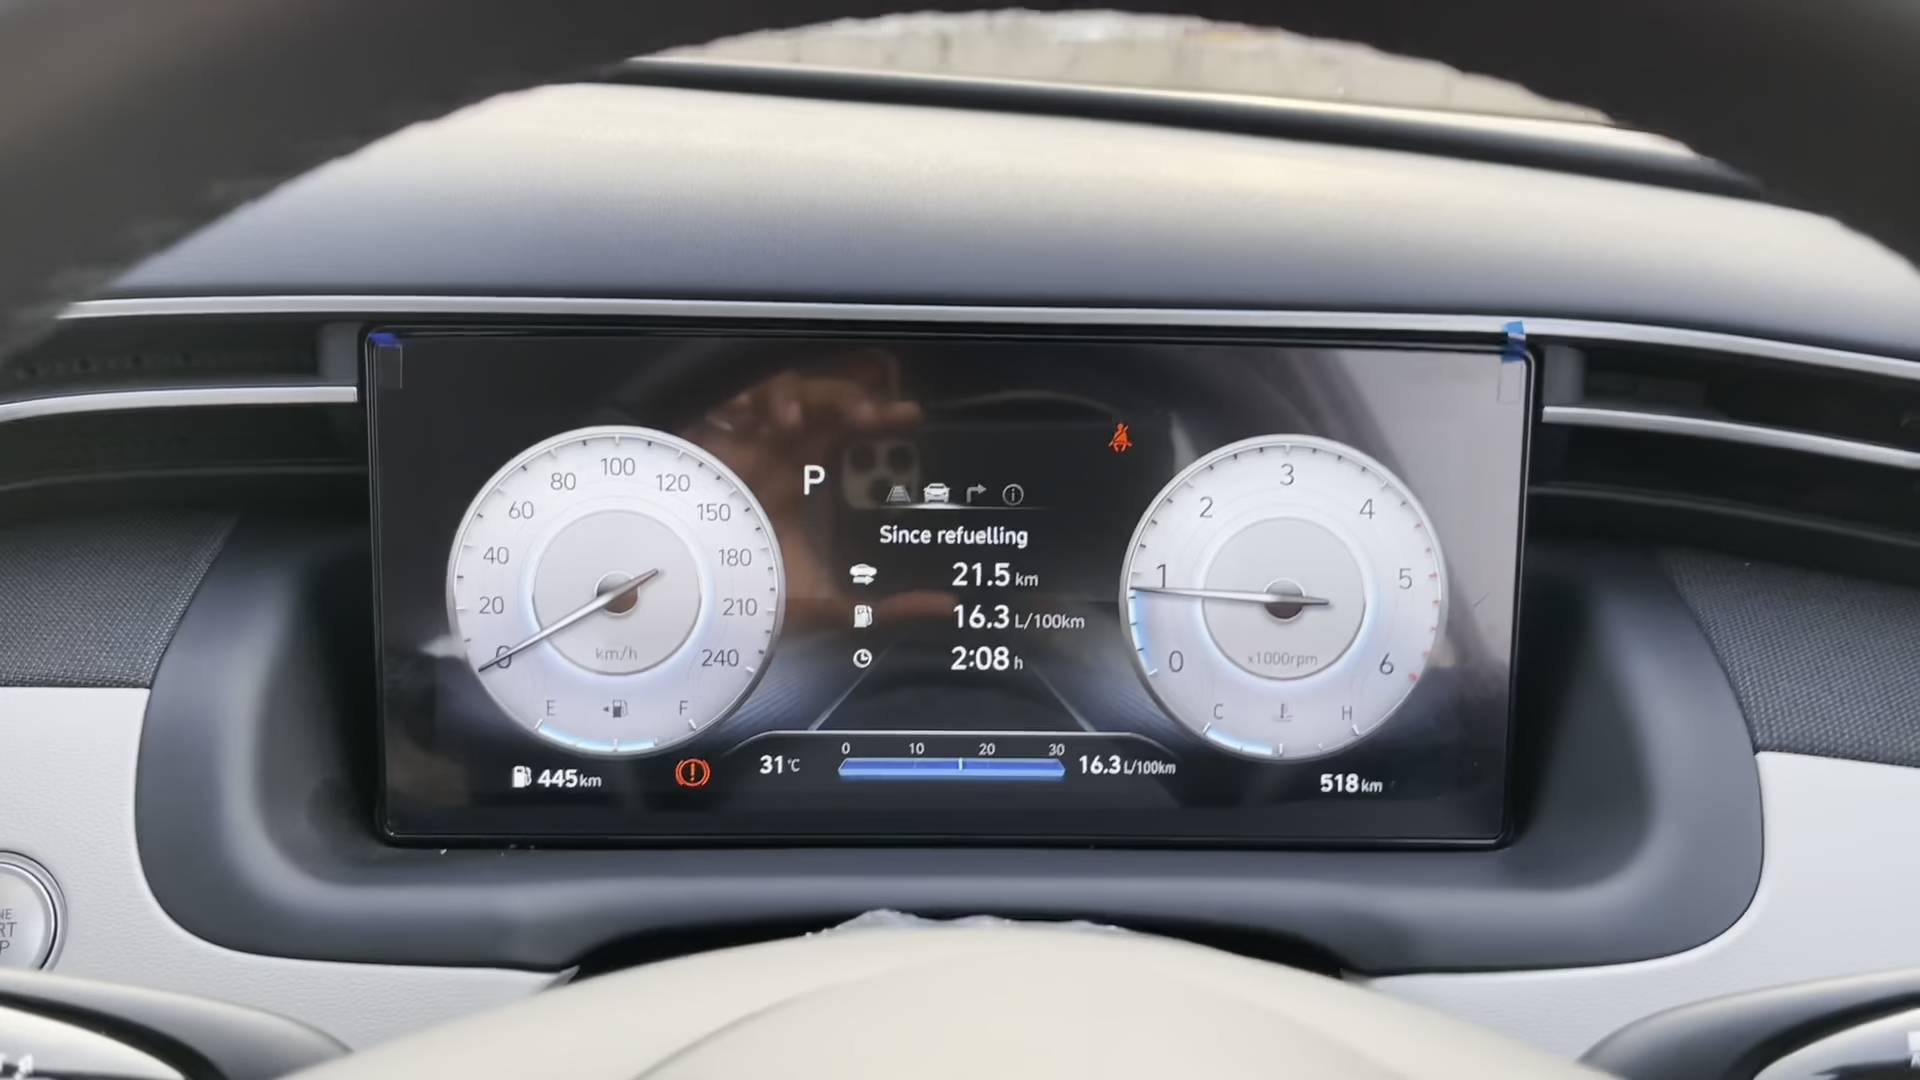 P
Since refuelling
21.5 km
16.3 L/100km
2:08 h
0
20
40
60
80
100
120
150
180
210
240
km/h
E
F
445 km
31 °C
0 10 20 30
16.3 L/100km
0
1
2
3
4
5
6
x1000rpm
C
H
518 km